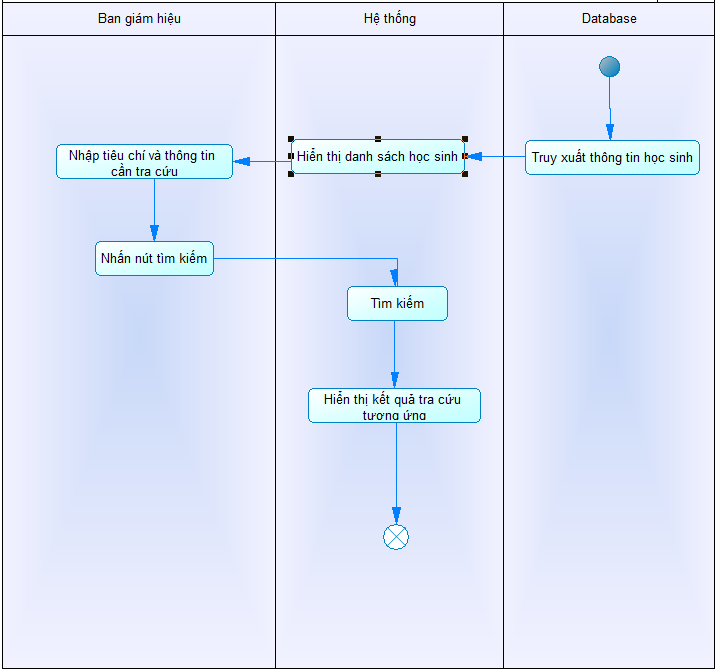 Ban giám hiệu
Hệ thống
Database
Nhập tiêu chí và thông tin
cần tra cứu
Hiển thị danh sách học sinh
Truy xuất thông tin học sinh
Nhấn nút tìm kiếm
Tìm kiếm
Hiển thị kết quả tra cứu
tương ứng